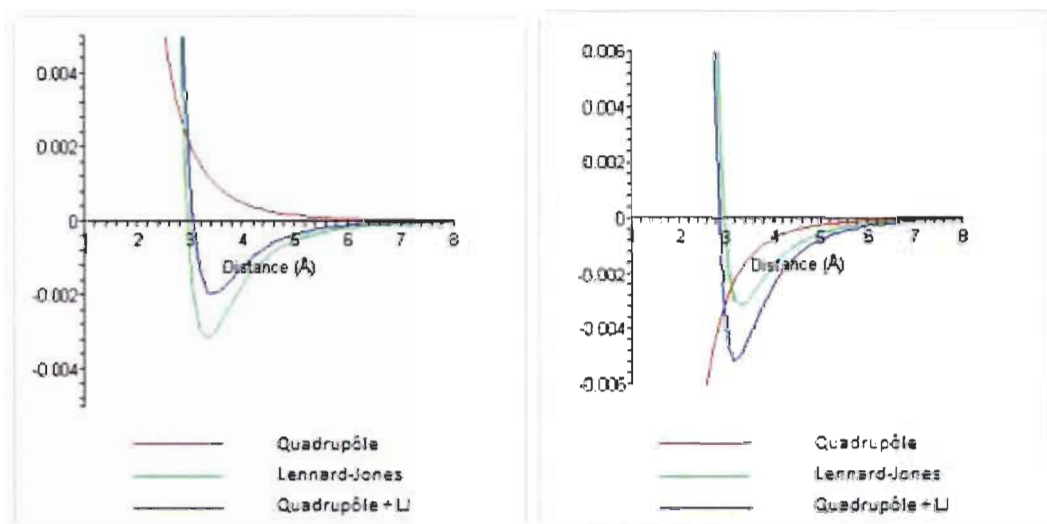 0.004
0.002
0
-0.002
-0.004
1 2 3 4 5 6 7 8
Distance (Å)
Quadrupôle
Lennard-Jones
Quadrupôle + LJ
0.006
0.004
0.002
0
-0.002
-0.004
-0.006
1 2 3 4 5 6 7 8
Distance (Å)
Quadrupôle
Lennard-Jones
Quadrupôle + LJ